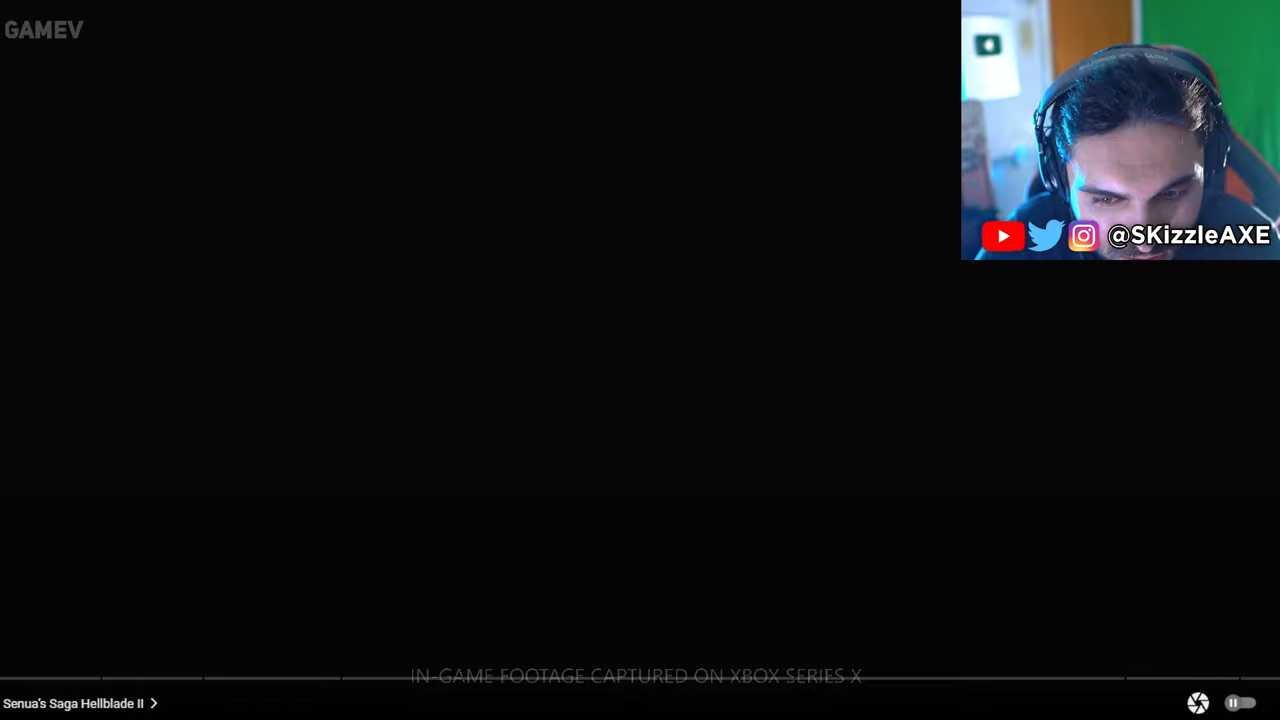 GAMEV
@SKizzleAXE
IN-GAME FOOTAGE CAPTURED ON XBOX SERIES X
Senua's Saga Hellblade II